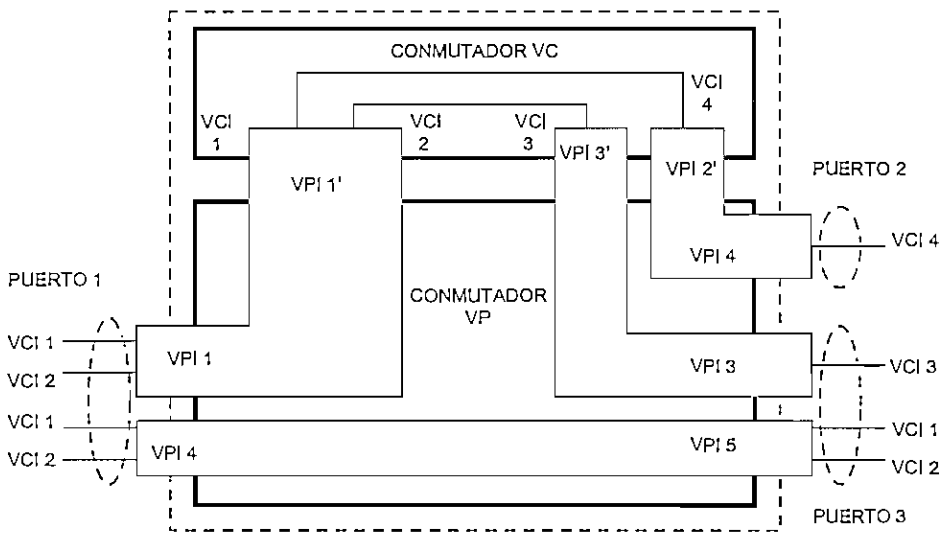 CONMUTADOR VC
VCI
4
VCI
1
VCI
2
VCI
3
VPI 3'
VPI 1'
VPI 2'
PUERTO 2
VCI 4
VPI 4
PUERTO 1
CONMUTADOR
VP
VCI 1
VPI 1
VPI 3
VCI 3
VCI 2
VCI 1
VCI 1
VPI 4
VPI 5
VCI 2
VCI 2
PUERTO 3